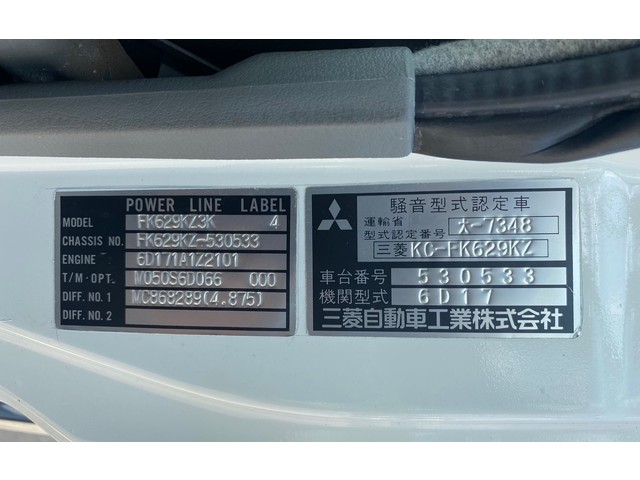 POWER LINE LABEL
MODEL FK629KZ3K 4
CHASSIS NO. FK629KZ-530533
ENGINE 6D171A1Z2101
T/M·OPT. M050S6D066 000
DIFF. NO. 1 MC868289(4.875)
DIFF. NO. 2
騒音型式認定車
運輸省
型式認定番号 大-7348
三菱 KC-FK629KZ
車台番号 530533
機関型式 6D17
三菱自動車工業株式会社